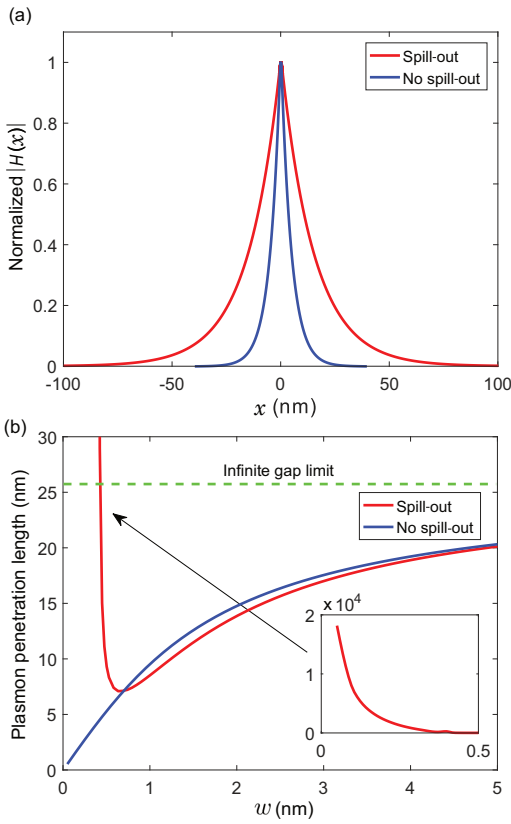 (a)
Normalized |H(x)|
1
0.8
0.6
0.4
0.2
0
-100
-50
0
50
100
x (nm)
Spill-out
No spill-out
(b)
Plasmon penetration length (nm)
30
25
20
15
10
5
0
0
1
2
3
4
5
w (nm)
Infinite gap limit
Spill-out
No spill-out
× 10^4
2
1
0
0
0.5